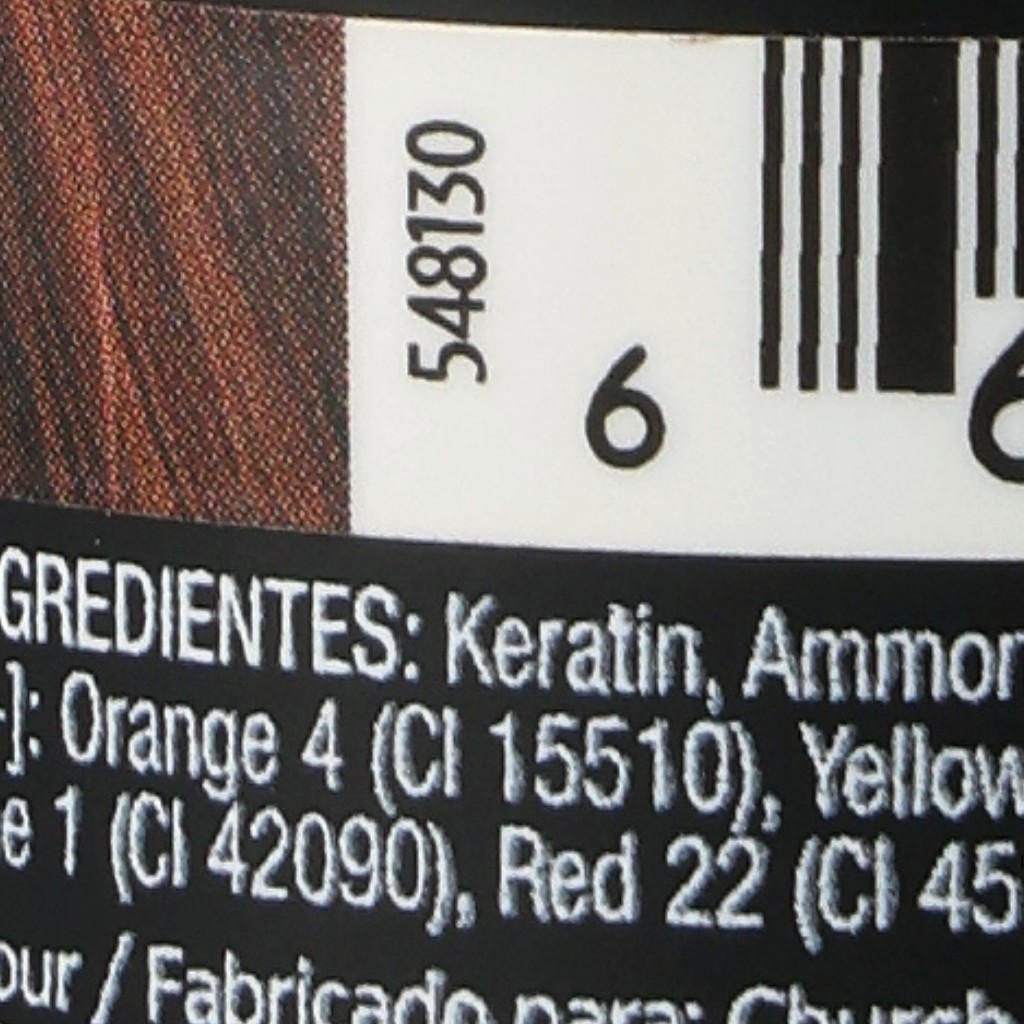 548130
6 6
GREDIENTES: Keratin, Ammon
]: Orange 4 (CI 15510), Yellow
e 1 (CI 42090), Red 22 (CI 45
our / Fabricado para: Church